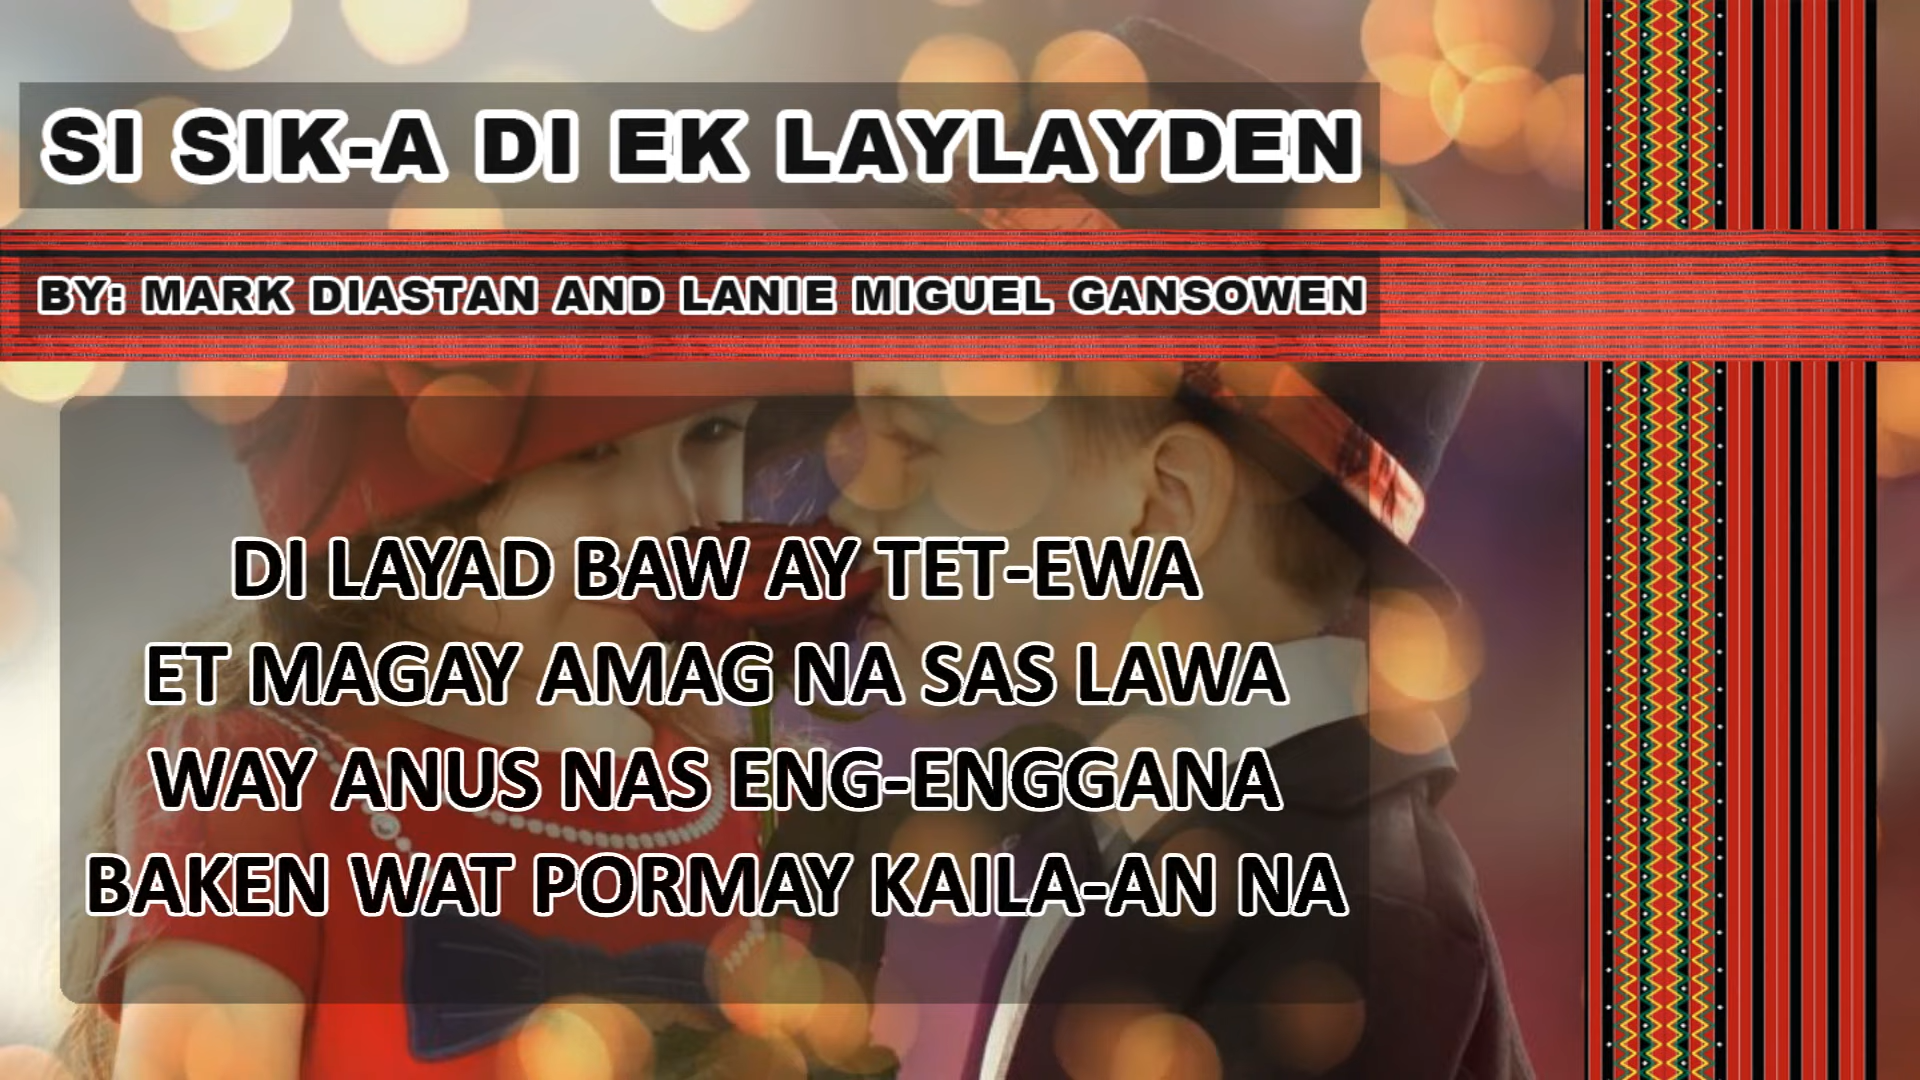 SI SIK-A DI EK LAYLAYDEN
BY: MARK DIASTAN AND LANIE MIGUEL GANSOWEN
DI LAYAD BAW AY TET-EWA
ET MAGAY AMAG NA SAS LAWA
WAY ANUS NAS ENG-ENGGANA
BAKEN WAT PORMAY KAILA-AN NA